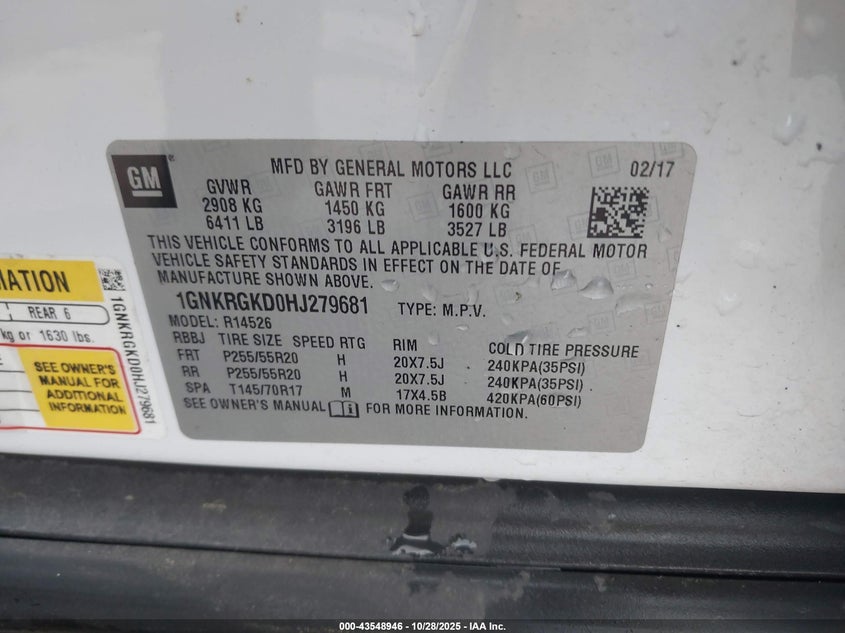 GM
MFD BY GENERAL MOTORS LLC 02/17
GVWR GAWR FRT GAWR RR
2908 KG 1450 KG 1600 KG
6411 LB 3196 LB 3527 LB
THIS VEHICLE CONFORMS TO ALL APPLICABLE U.S. FEDERAL MOTOR
VEHICLE SAFETY STANDARDS IN EFFECT ON THE DATE OF
MANUFACTURE SHOWN ABOVE.
1GNKRGKD0HJ279681 TYPE: M.P.V.
MODEL: R14526
RBBJ TIRE SIZE SPEED RTG RIM COLD TIRE PRESSURE
FRT P255/55R20 H 20X7.5J 240KPA(35PSI)
RR P255/55R20 H 20X7.5J 240KPA(35PSI)
SPA T145/70R17 M 17X4.5B 420KPA(60PSI)
SEE OWNER'S MANUAL FOR MORE INFORMATION.
MATION
REAR 6
kg or 1630 lbs.
SEE OWNER'S
MANUAL FOR
ADDITIONAL
INFORMATION
1GNKRGKD0HJ279681
000-43548946 - 10/28/2025 - IAA Inc.